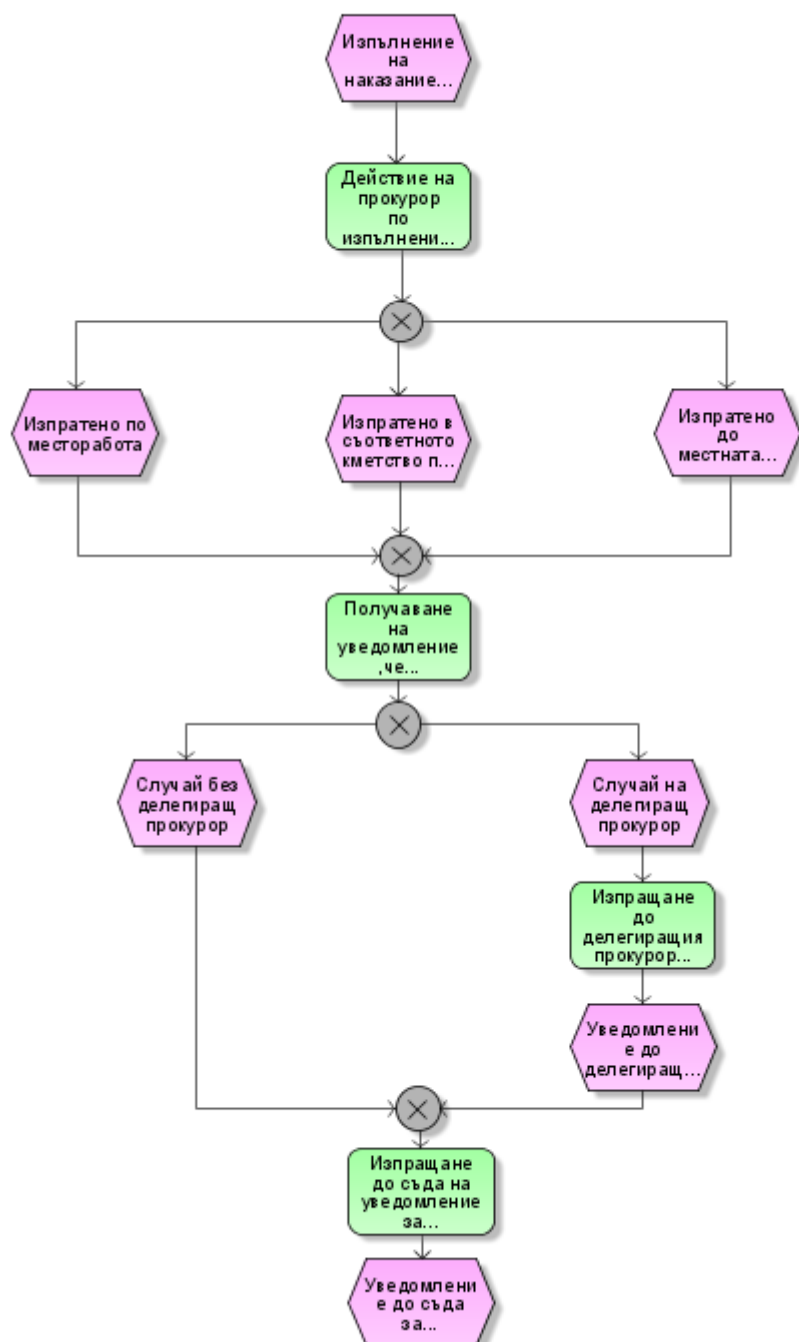 Изпълнение
на
наказание...
Действие на
прокурор
по
изпълнени...
Изпратено по
месторабота
Изпратено в
съответното
кметство п...
Изпратено
до
местната...
Получаване
на
уведомление
,че...
Случай без
делегиращ
прокурор
Случай на
делегиращ
прокурор
Изпращане
до
делегиращия
прокурор...
Уведомлени
е до
делегиращ...
Изпращане
до съда на
уведомление
за...
Уведомлени
е до съда
за...